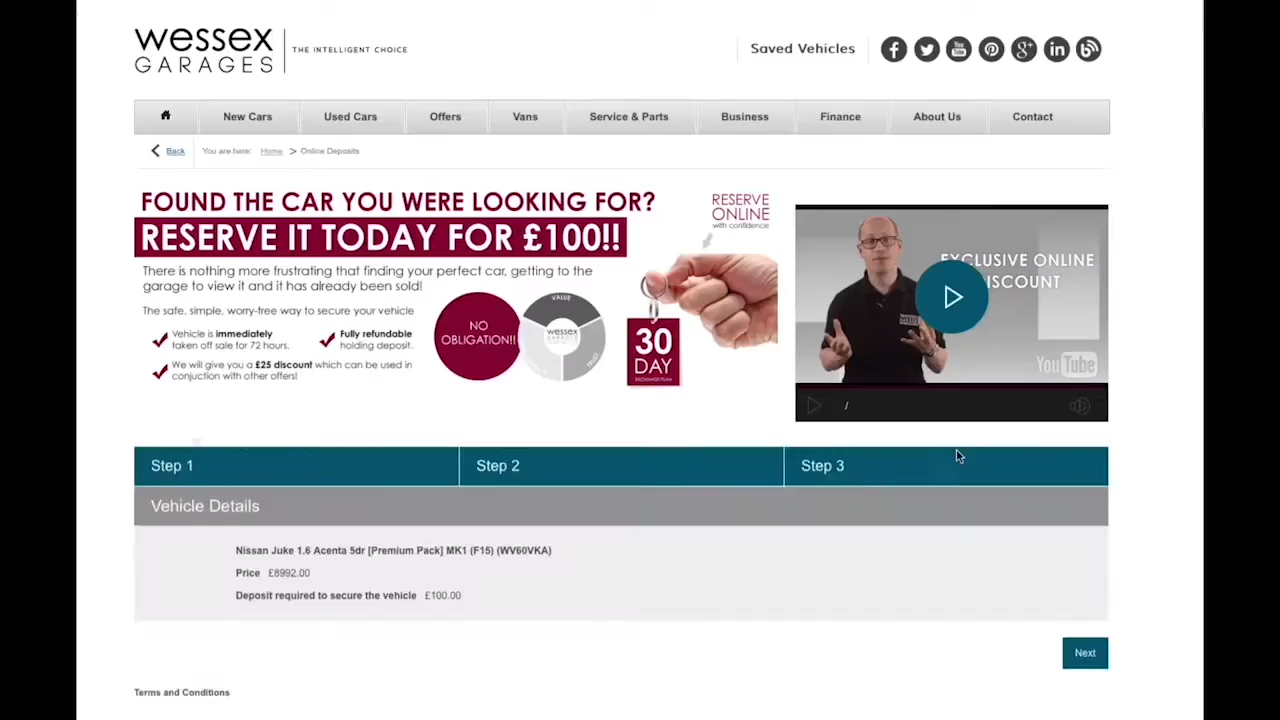 wessex
GARAGES
THE INTELLIGENT CHOICE
Saved Vehicles
New Cars
Used Cars
Offers
Vans
Service & Parts
Business
Finance
About Us
Contact
Back
You are here: Home > Online Deposits
FOUND THE CAR YOU WERE LOOKING FOR?
RESERVE IT TODAY FOR £100!!
There is nothing more frustrating that finding your perfect car, getting to the
garage to view it and it has already been sold!
The safe, simple, worry-free way to secure your vehicle
Vehicle is immediately
taken off sale for 72 hours.
Fully refundable
holding deposit.
We will give you a £25 discount which can be used in
conjuction with other offers!
NO
OBLIGATION!!
VALUE
wessex
GARAGES
TRUST
RESERVE
ONLINE
with confidence
30
DAY
EXCHANGE PLAN
EXCLUSIVE ONLINE
DISCOUNT
YouTube
/
Step 1
Step 2
Step 3
Vehicle Details
Nissan Juke 1.6 Acenta 5dr [Premium Pack] MK1 (F15) (WV60VKA)
Price £8992.00
Deposit required to secure the vehicle £100.00
Next
Terms and Conditions